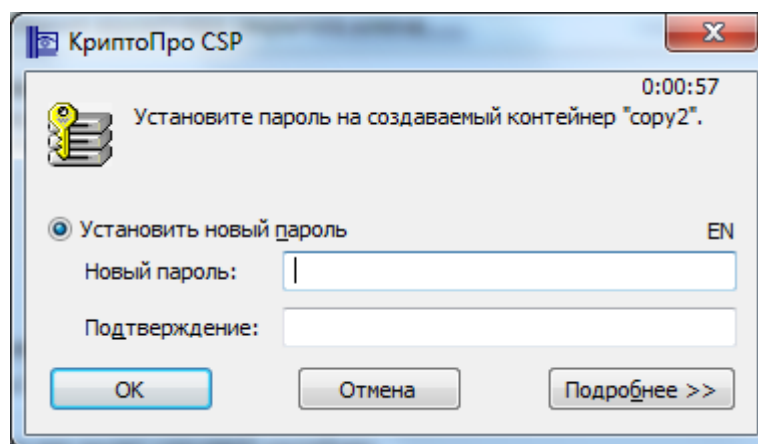 КриптоПро CSP
0:00:57
Установите пароль на создаваемый контейнер "copy2".
Установить новый пароль
EN
Новый пароль:
Подтверждение:
ОК
Отмена
Подробнее >>